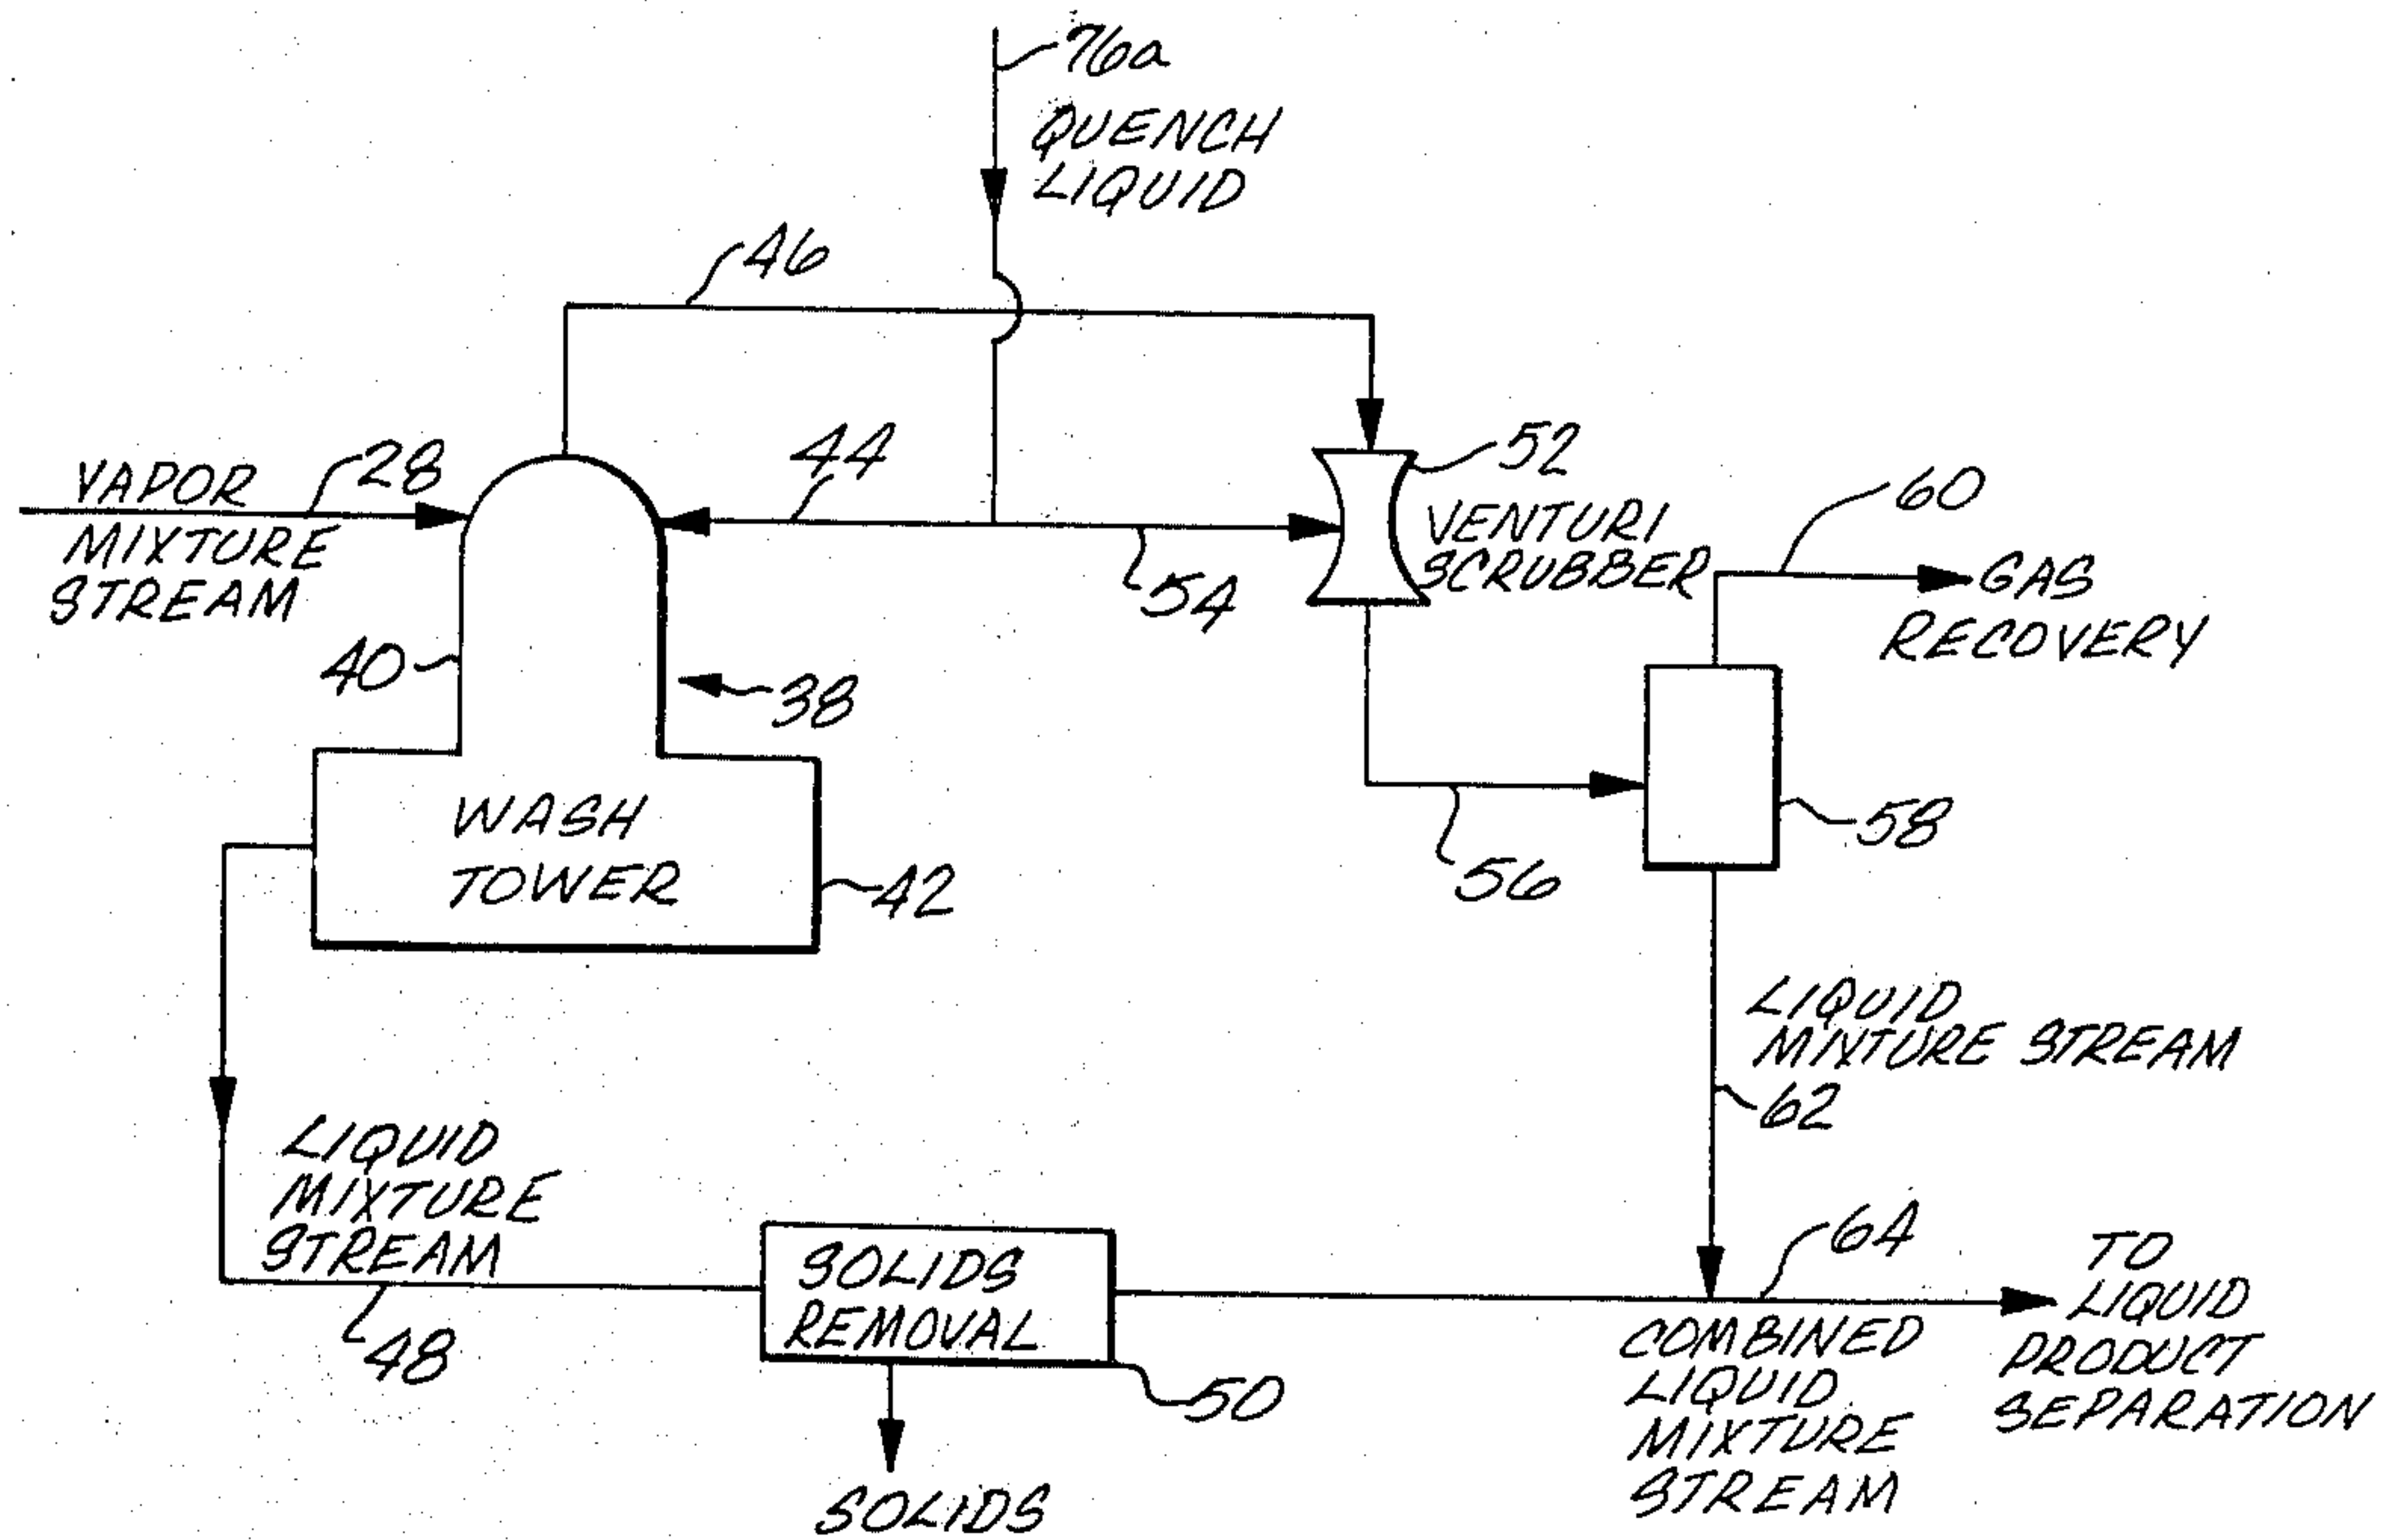 76a
QUENCH
LIQUID
46
44
52
VAPOR
28
60
VENTURI
SCRUBBER
MIXTURE
STREAM
54
GAS
RECOVERY
40
38
WASH
TOWER
42
58
56
LIQUID
MIXTURE STREAM
62
LIQUID
MIXTURE
STREAM
48
SOLIDS
REMOVAL
50
SOLIDS
64
TO
LIQUID
PRODUCT
SEPARATION
COMBINED
LIQUID
MIXTURE
STREAM